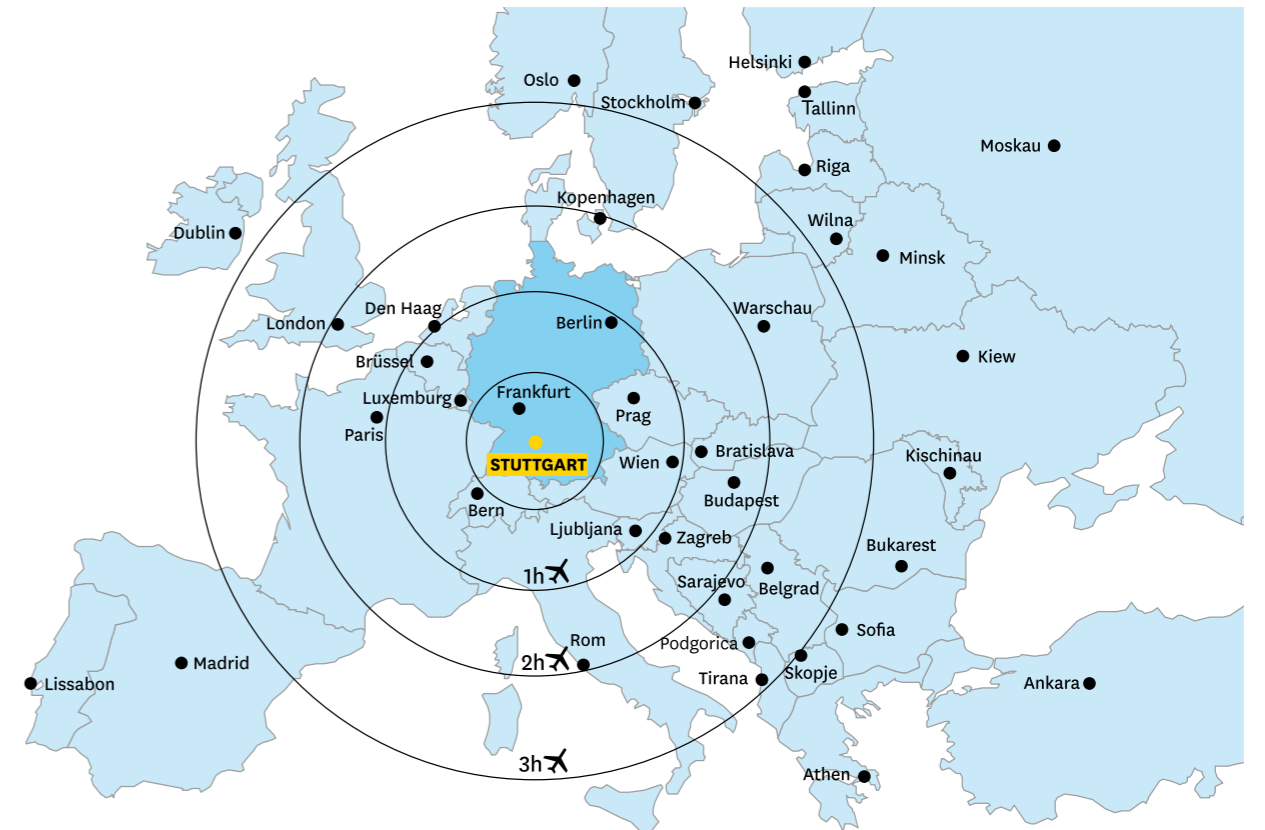 Helsinki
Oslo
Stockholm
Tallinn
Moskau
Riga
Kopenhagen
Wilna
Dublin
Minsk
Den Haag
Warschau
London
Berlin
Brüssel
Kiew
Frankfurt
Luxemburg
Prag
Paris
Bratislava
Kischinau
STUTTGART
Wien
Budapest
Bern
Ljubljana
Zagreb
Bukarest
1h
Sarajevo
Belgrad
Sofia
Rom
Podgorica
2h
Madrid
Skopje
Tirana
Lissabon
Ankara
3h
Athen